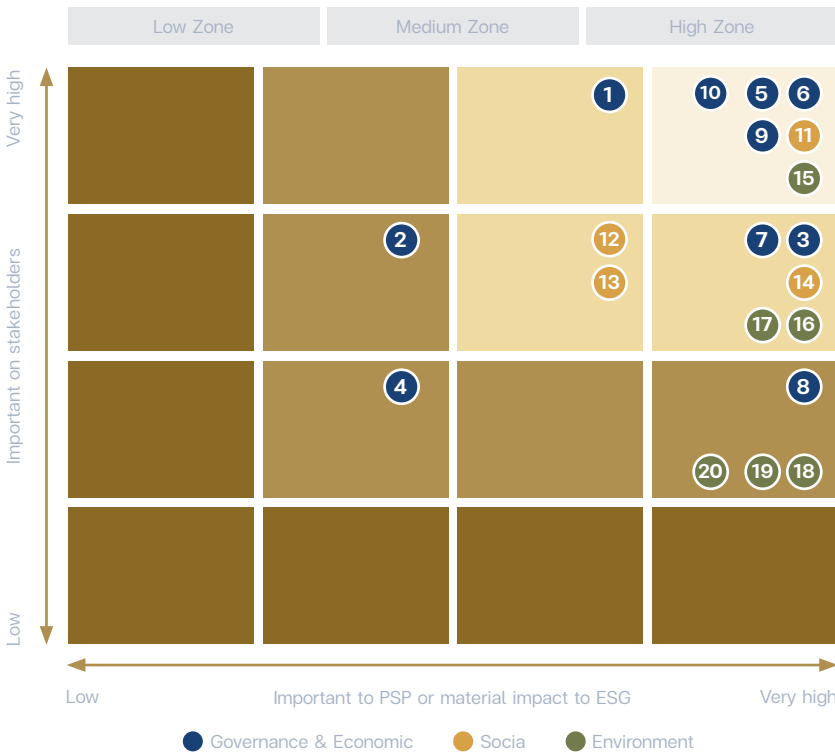 Low Zone
Medium Zone
High Zone
Very high
Important on stakeholders
Low
1
10
5
6
9
11
15
2
12
13
7
3
14
17
16
4
8
20
19
18
Low
Important to PSP or material impact to ESG
Very high
Governance & Economic
Socia
Environment